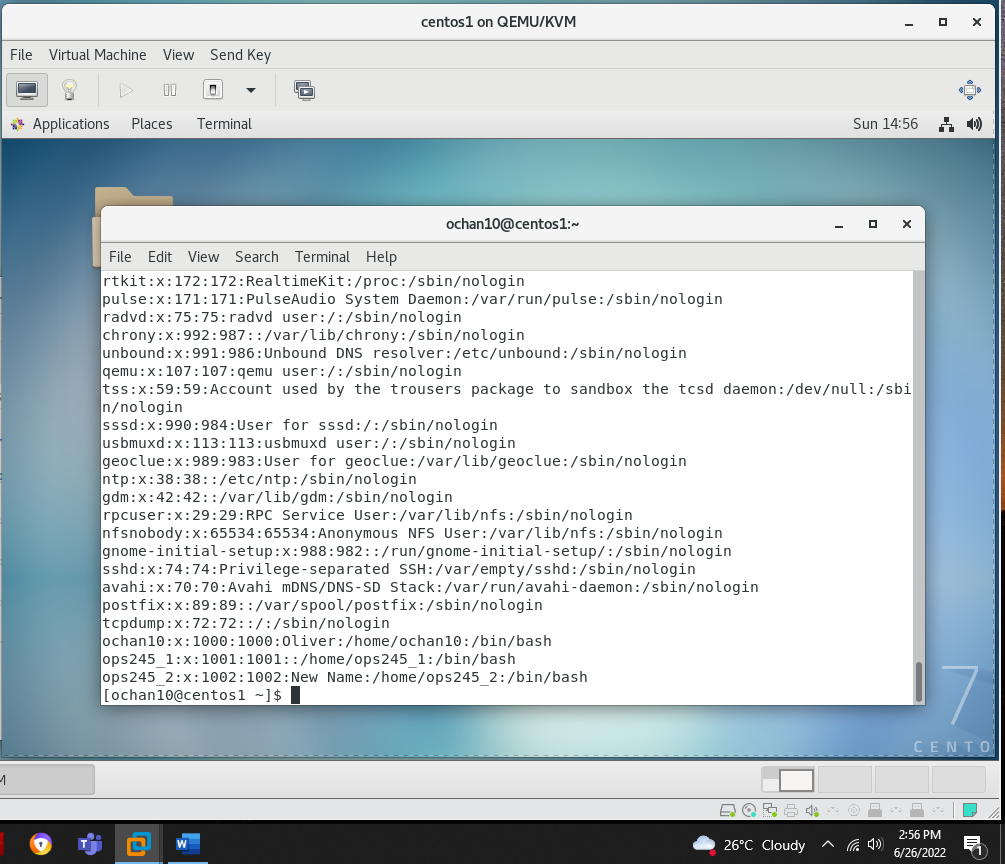 centos1 on QEMU/KVM
File Virtual Machine View Send Key
Applications Places Terminal Sun 14:56
ochan10@centos1:~
File Edit View Search Terminal Help
rtkit:x:172:172:RealtimeKit:/proc:/sbin/nologin
pulse:x:171:171:PulseAudio System Daemon:/var/run/pulse:/sbin/nologin
radvd:x:75:75:radvd user:/:/sbin/nologin
chrony:x:992:987::/var/lib/chrony:/sbin/nologin
unbound:x:991:986:Unbound DNS resolver:/etc/unbound:/sbin/nologin
qemu:x:107:107:qemu user:/:/sbin/nologin
tss:x:59:59:Account used by the trousers package to sandbox the tcsd daemon:/dev/null:/sbi
n/nologin
sssd:x:990:984:User for sssd:/:/sbin/nologin
usbmuxd:x:113:113:usbmuxd user:/:/sbin/nologin
geoclue:x:989:983:User for geoclue:/var/lib/geoclue:/sbin/nologin
ntp:x:38:38::/etc/ntp:/sbin/nologin
gdm:x:42:42::/var/lib/gdm:/sbin/nologin
rpcuser:x:29:29:RPC Service User:/var/lib/nfs:/sbin/nologin
nfsnobody:x:65534:65534:Anonymous NFS User:/var/lib/nfs:/sbin/nologin
gnome-initial-setup:x:988:982::/run/gnome-initial-setup/:/sbin/nologin
sshd:x:74:74:Privilege-separated SSH:/var/empty/sshd:/sbin/nologin
avahi:x:70:70:Avahi mDNS/DNS-SD Stack:/var/run/avahi-daemon:/sbin/nologin
postfix:x:89:89::/var/spool/postfix:/sbin/nologin
tcpdump:x:72:72::/:/sbin/nologin
ochan10:x:1000:1000:Oliver:/home/ochan10:/bin/bash
ops245_1:x:1001:1001::/home/ops245_1:/bin/bash
ops245_2:x:1002:1002:New Name:/home/ops245_2:/bin/bash
[ochan10@centos1 ~]$
7
CENTO
M
26°C Cloudy
2:56 PM
6/26/2022
1